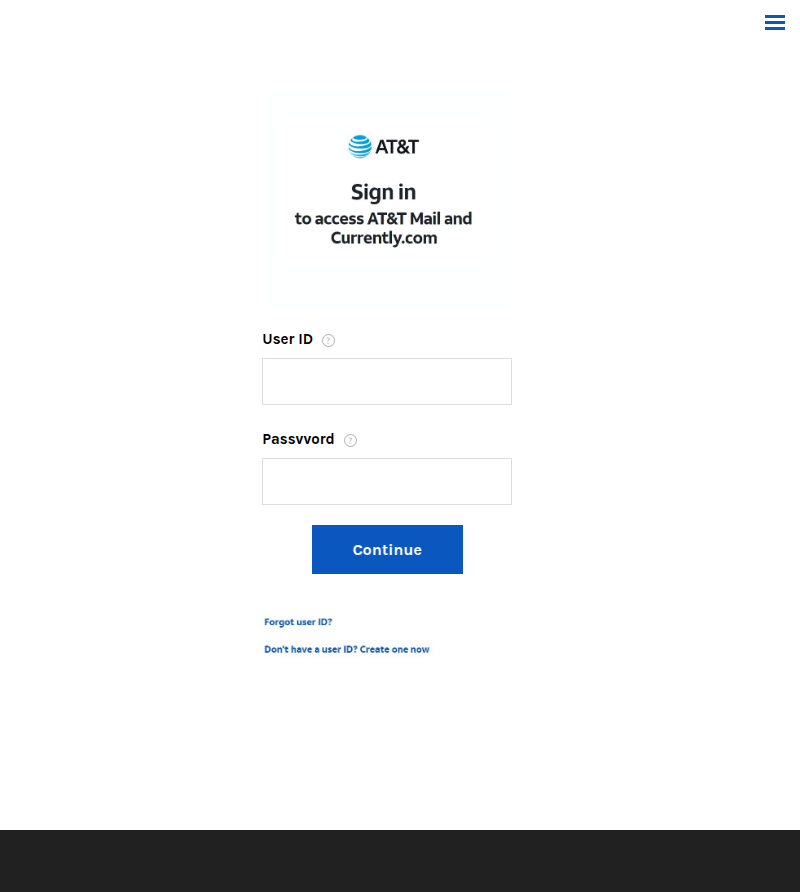 AT&T
Sign in
to access AT&T Mail and
Currently.com
User ID ?
Passvvord ?
Continue
Forgot user ID?
Don't have a user ID? Create one now